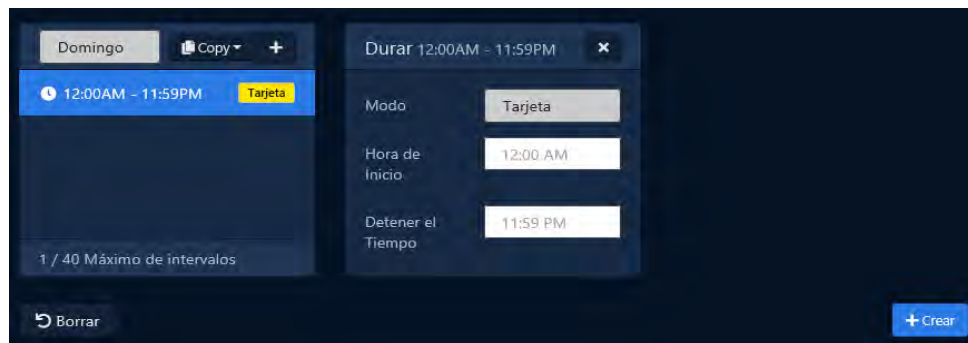 Domingo
Copy
+
12:00AM - 11:59PM
Tarjeta
1 / 40 Máximo de intervalos
Durar 12:00AM - 11:59PM
×
Modo
Tarjeta
Hora de
Inicio
12:00 AM
Detener el
Tiempo
11:59 PM
Borrar
+ Crear